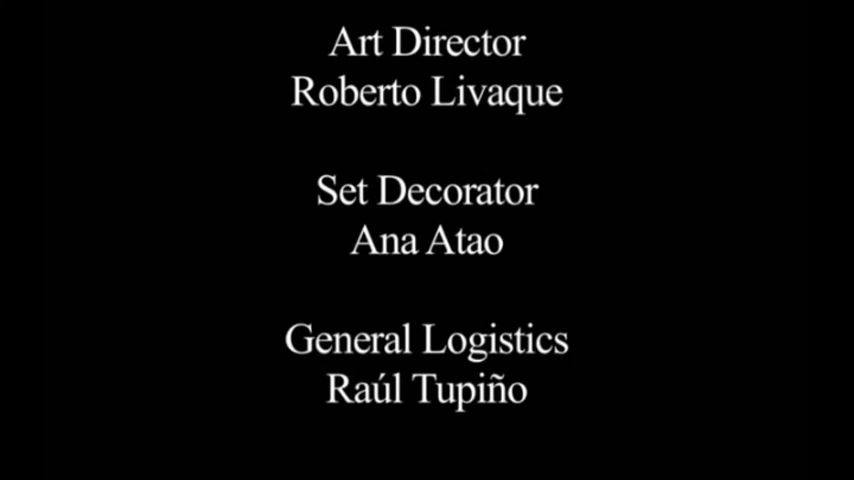 Art Director
Roberto Livaque
Set Decorator
Ana Atao
General Logistics
Raúl Tupiño